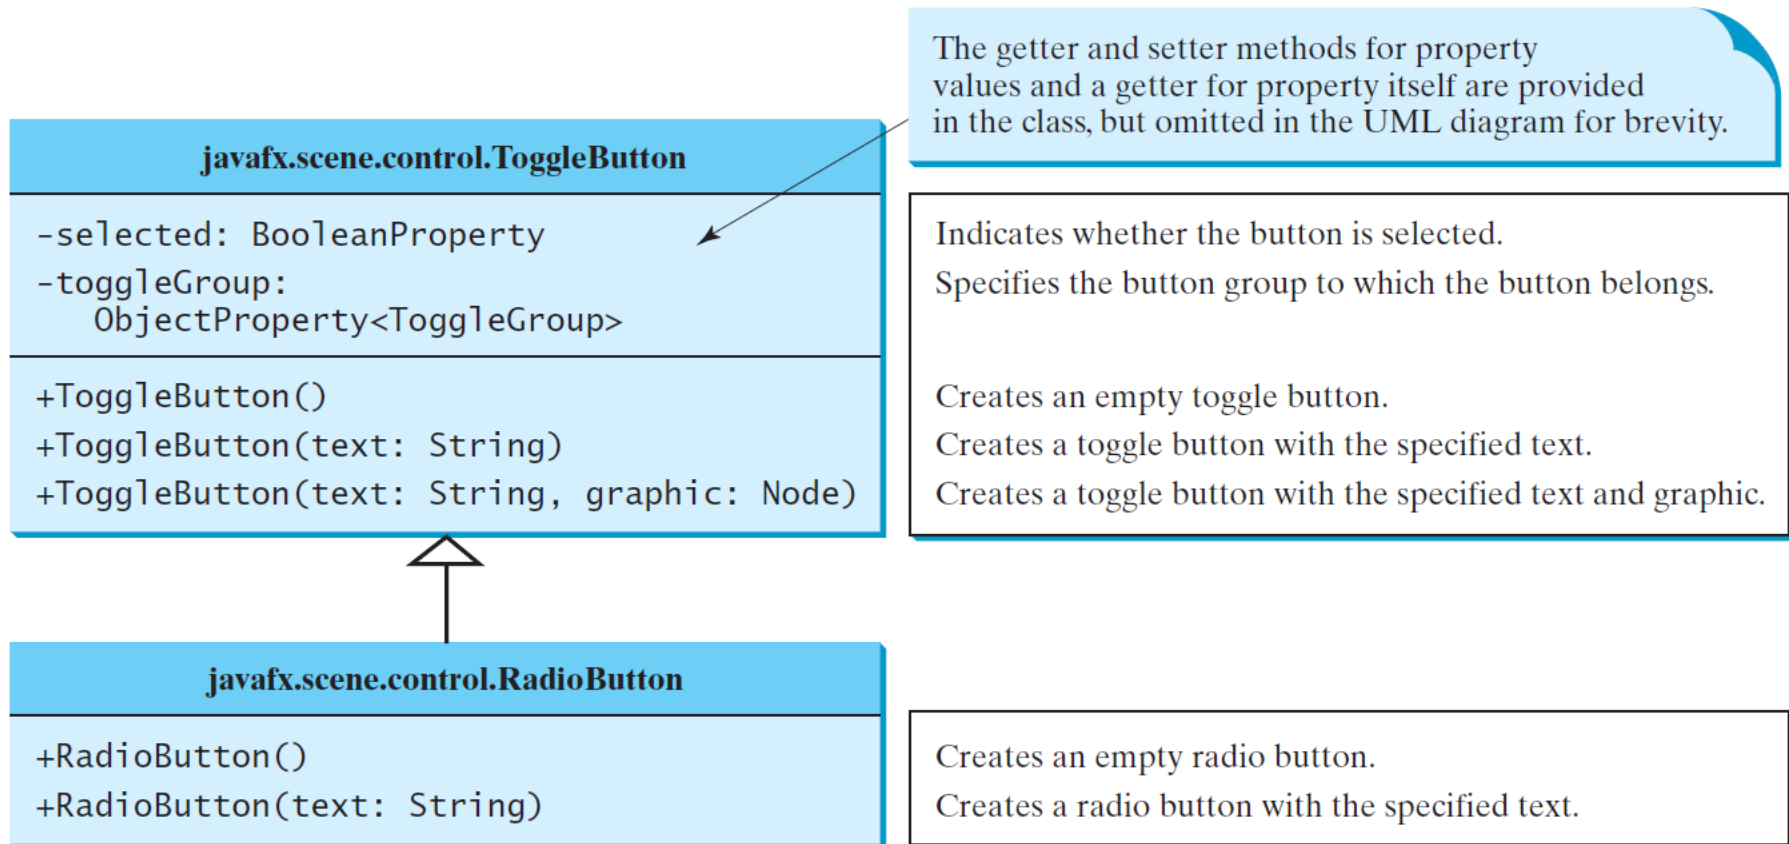 The getter and setter methods for property
values and a getter for property itself are provided
in the class, but omitted in the UML diagram for brevity.
javafx.scene.control.ToggleButton
-selected: BooleanProperty
Indicates whether the button is selected.
-toggleGroup:
Specifies the button group to which the button belongs.
ObjectProperty<ToggleGroup>
+ToggleButton()
Creates an empty toggle button.
+ToggleButton(text: String)
Creates a toggle button with the specified text.
+ToggleButton(text: String, graphic: Node)
Creates a toggle button with the specified text and graphic.
javafx.scene.control.RadioButton
+RadioButton()
Creates an empty radio button.
+RadioButton(text: String)
Creates a radio button with the specified text.